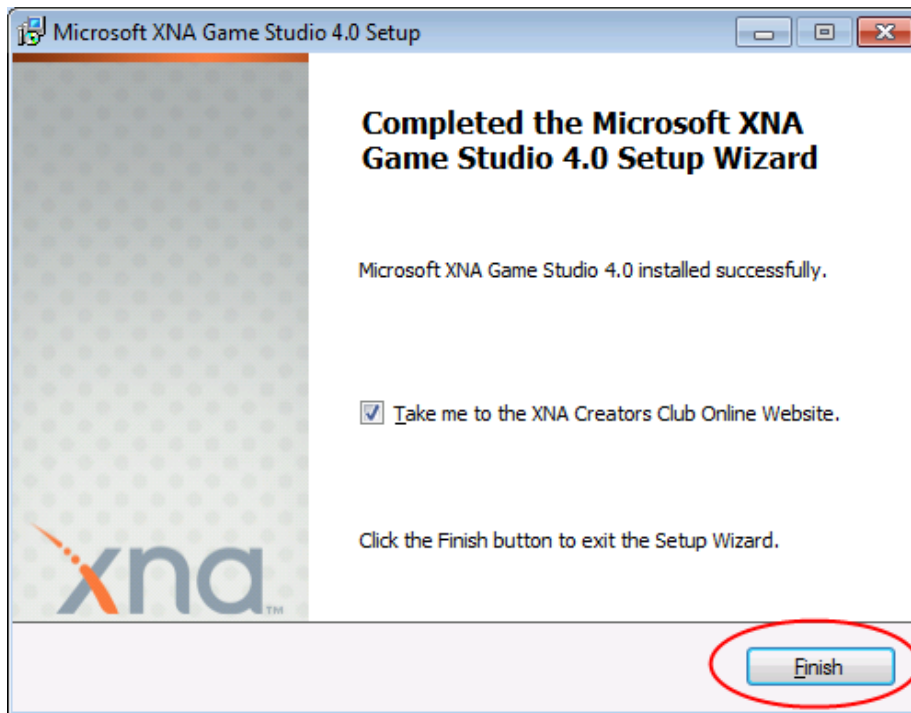 Microsoft XNA Game Studio 4.0 Setup
Completed the Microsoft XNA
Game Studio 4.0 Setup Wizard
Microsoft XNA Game Studio 4.0 installed successfully.
Take me to the XNA Creators Club Online Website.
Click the Finish button to exit the Setup Wizard.
xna™
Finish